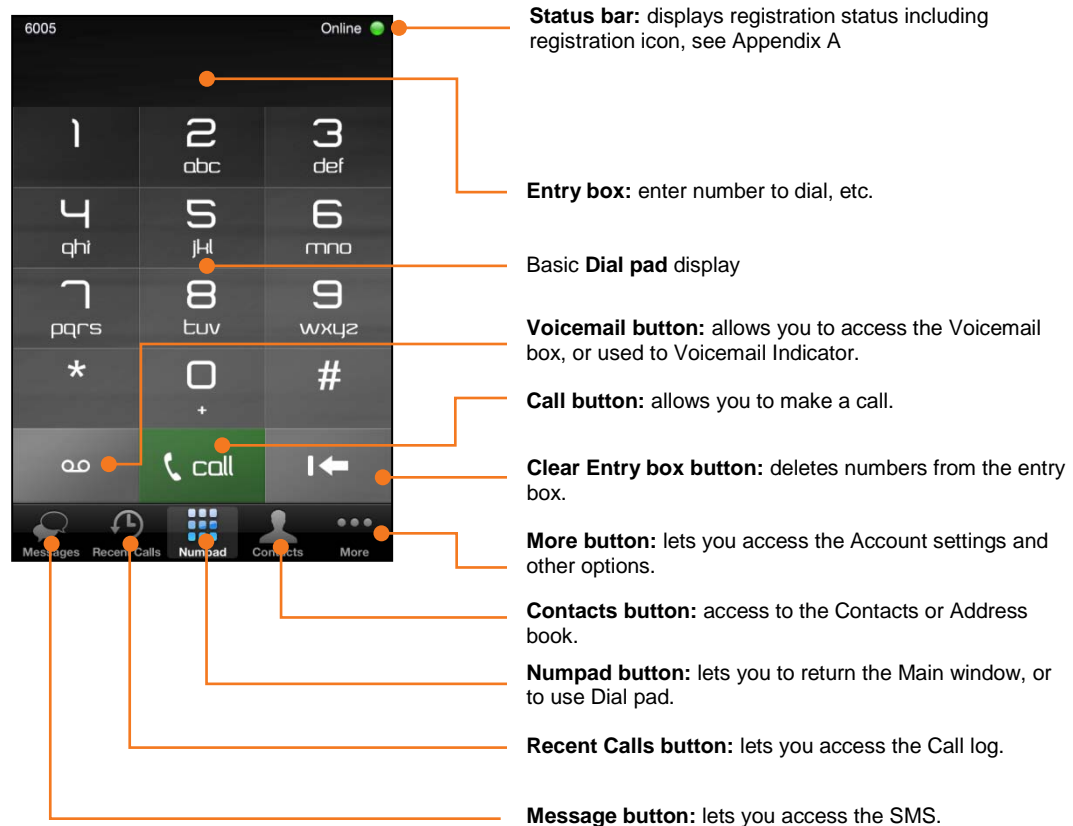 6005 Online
1 2 abc 3 def
4 ghi 5 jkl 6 mno
7 pqrs 8 tuv 9 wxyz
* 0 + #
call
Messages Recent Calls Numpad Contacts More
Status bar: displays registration status including
registration icon, see Appendix A
Entry box: enter number to dial, etc.
Basic Dial pad display
Voicemail button: allows you to access the Voicemail
box, or used to Voicemail Indicator.
Call button: allows you to make a call.
Clear Entry box button: deletes numbers from the entry
box.
More button: lets you access the Account settings and
other options.
Contacts button: access to the Contacts or Address
book.
Numpad button: lets you to return the Main window, or
to use Dial pad.
Recent Calls button: lets you access the Call log.
Message button: lets you access the SMS.